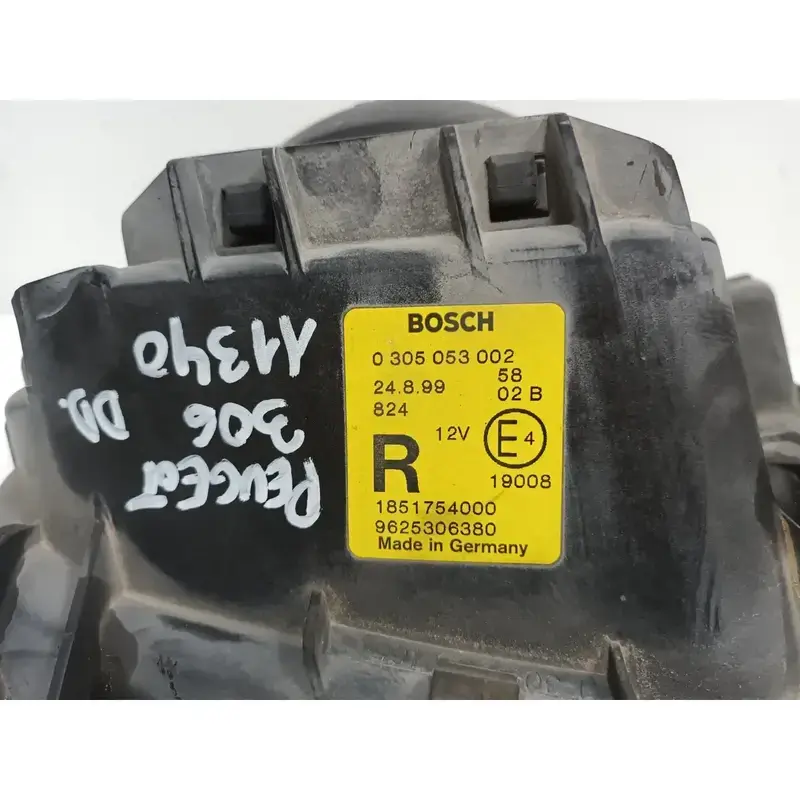 PEUGEOT
306 DD.
11340
BOSCH
0 305 053 002
24.8.99 58
824 02 B
R 12V E4
19008
1851754000
9625306380
Made in Germany